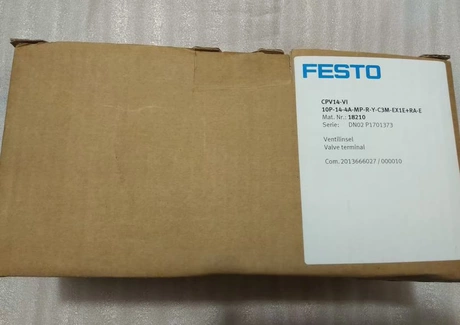 FESTO
CPV14-VI
10P-14-4A-MP-R-Y-C3M-EX1E+RA-E
Mat. Nr.: 18210
Serie: DN02 P1701373
Ventilinsel
Valve terminal
Com. 2013666027 / 000010